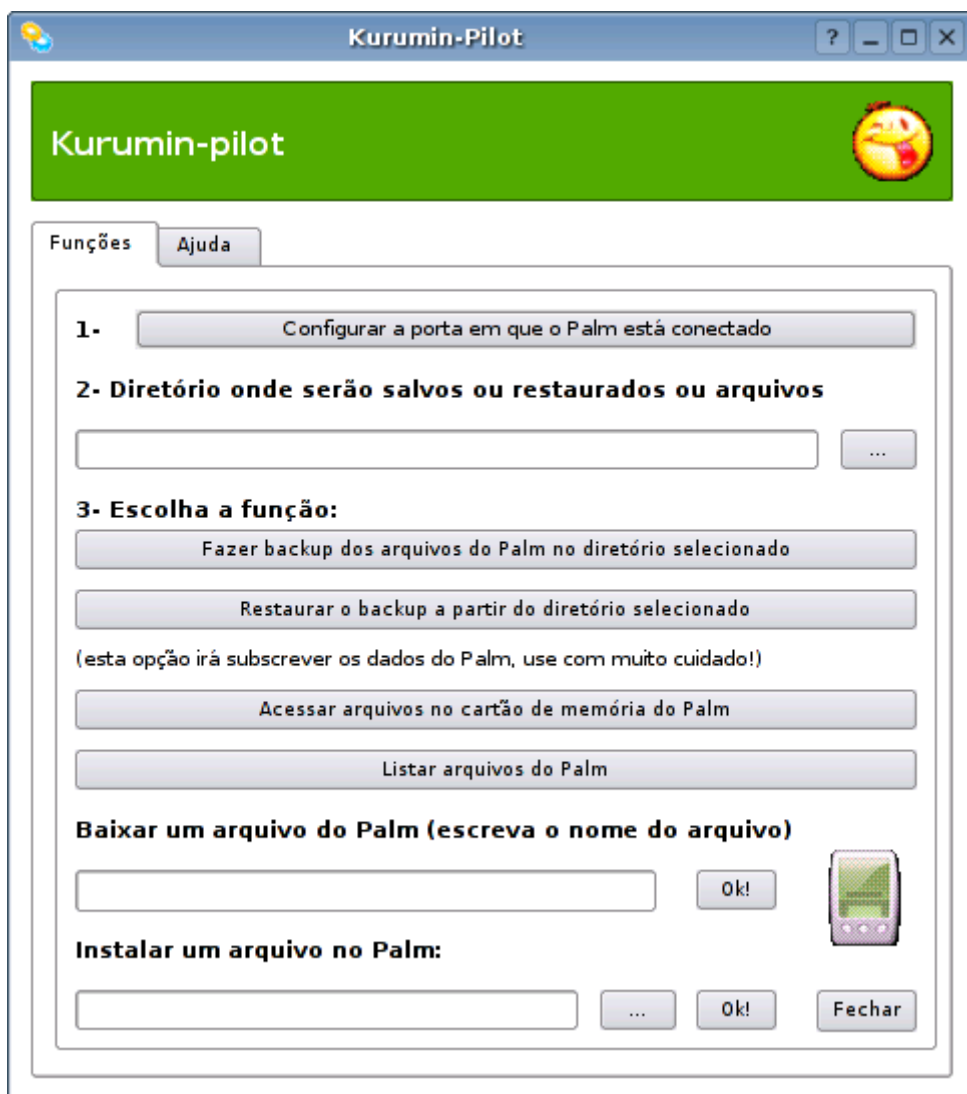 Kurumin-Pilot
Kurumin-pilot
Funções
Ajuda
1-
Configurar a porta em que o Palm está conectado
2- Diretório onde serão salvos ou restaurados ou arquivos
...
3- Escolha a função:
Fazer backup dos arquivos do Palm no diretório selecionado
Restaurar o backup a partir do diretório selecionado
(esta opção irá subscrever os dados do Palm, use com muito cuidado!)
Acessar arquivos no cartão de memória do Palm
Listar arquivos do Palm
Baixar um arquivo do Palm (escreva o nome do arquivo)
Ok!
Instalar um arquivo no Palm:
...
Ok!
Fechar